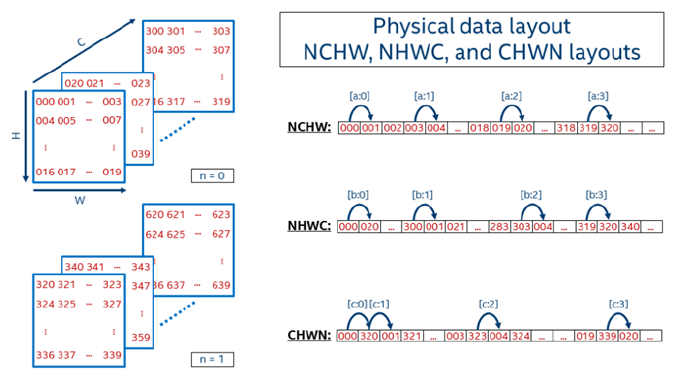 C
300 301 ... 303
304 305 ... 307
⋮ ⋮
16 317 ... 319
020 021 ... 023
027
⋮
039
000 001 ... 003
004 005 ... 007
⋮ ⋮
016 017 ... 019
H
W
n = 0
620 621 ... 623
624 625 ... 627
⋮ ⋮
36 637 ... 639
340 341 ... 343
347
⋮
359
320 321 ... 323
324 325 ... 327
⋮ ⋮
336 337 ... 339
n = 1
Physical data layout
NCHW, NHWC, and CHWN layouts
[a:0] [a:1] [a:2] [a:3]
NCHW: 000 001 002 003 004 ... 018 019 020 ... 318 319 320 ... ...
[b:0] [b:1] [b:2] [b:3]
NHWC: 000 020 ... 300 001 021 ... 283 303 004 ... 319 320 340 ...
[c:0] [c:1] [c:2] [c:3]
CHWN: 000 320 001 321 ... 003 323 004 324 ... ... 019 339 020 ...